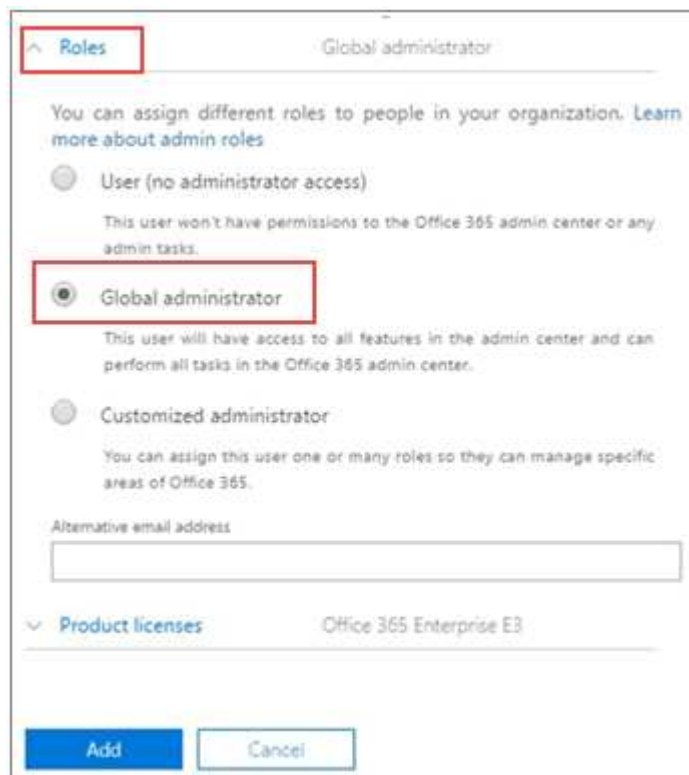 Roles Global administrator
You can assign different roles to people in your organization. Learn
more about admin roles
User (no administrator access)
This user won't have permissions to the Office 365 admin center or any
admin tasks.
Global administrator
This user will have access to all features in the admin center and can
perform all tasks in the Office 365 admin center.
Customized administrator
You can assign this user one or many roles so they can manage specific
areas of Office 365.
Alternative email address
Product licenses Office 365 Enterprise E3
Add Cancel